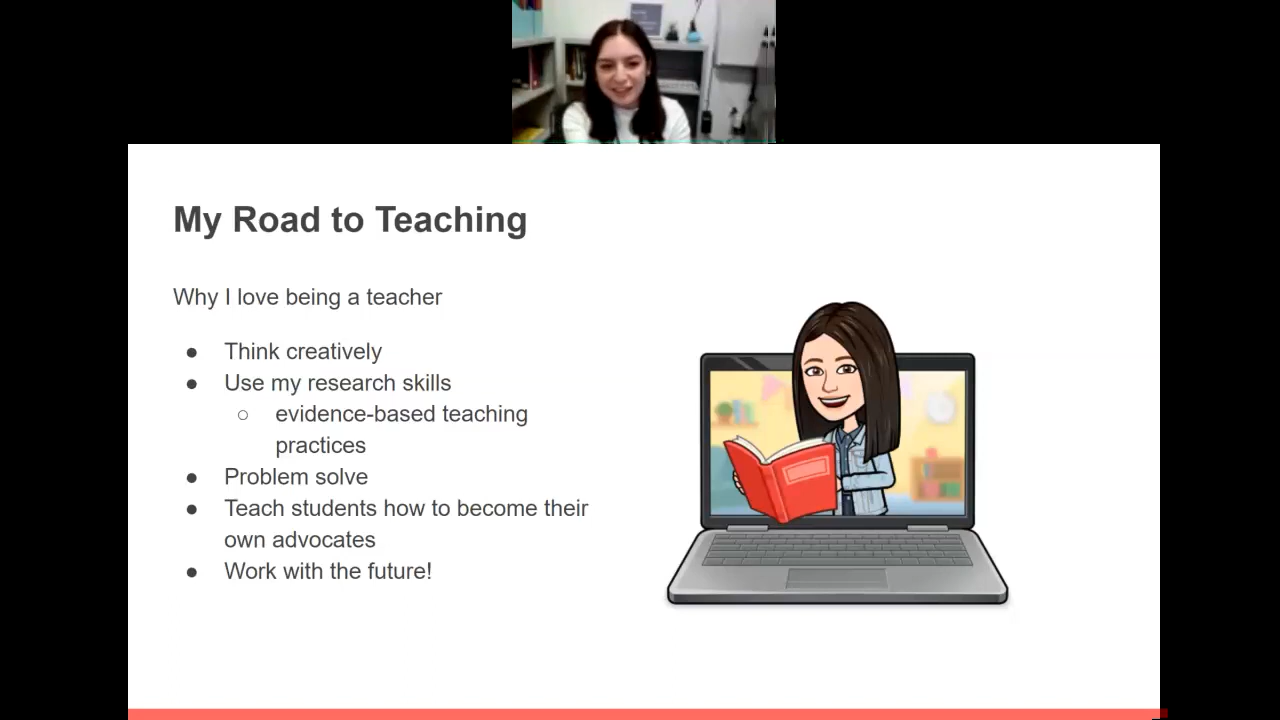 My Road to Teaching
Why I love being a teacher
● Think creatively
● Use my research skills
○ evidence-based teaching
practices
● Problem solve
● Teach students how to become their
own advocates
● Work with the future!